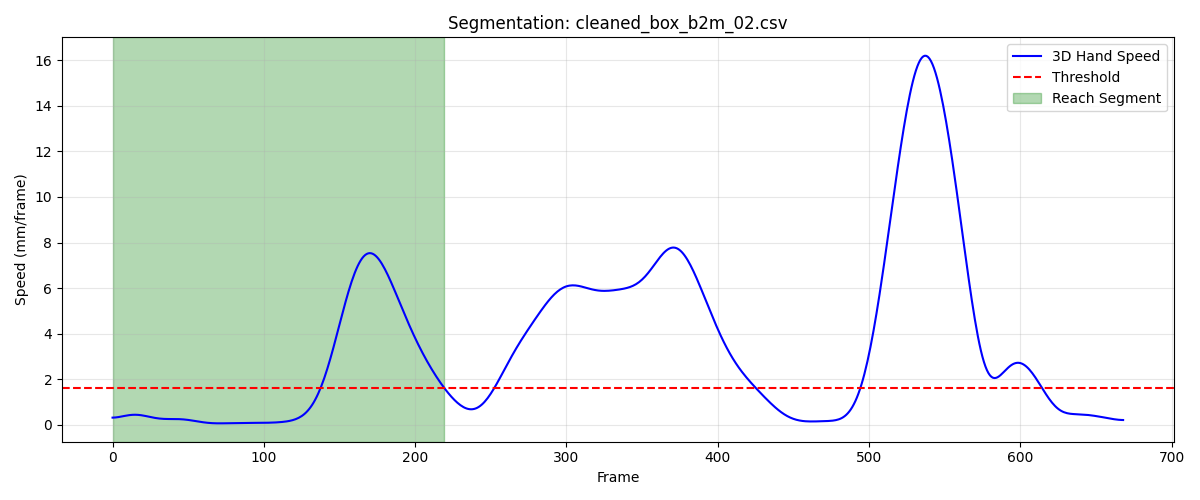 Segmentation: cleaned_box_b2m_02.csv
3D Hand Speed
Threshold
Reach Segment
Speed (mm/frame)
16
14
12
10
8
6
4
2
0
0 100 200 300 400 500 600 700
Frame